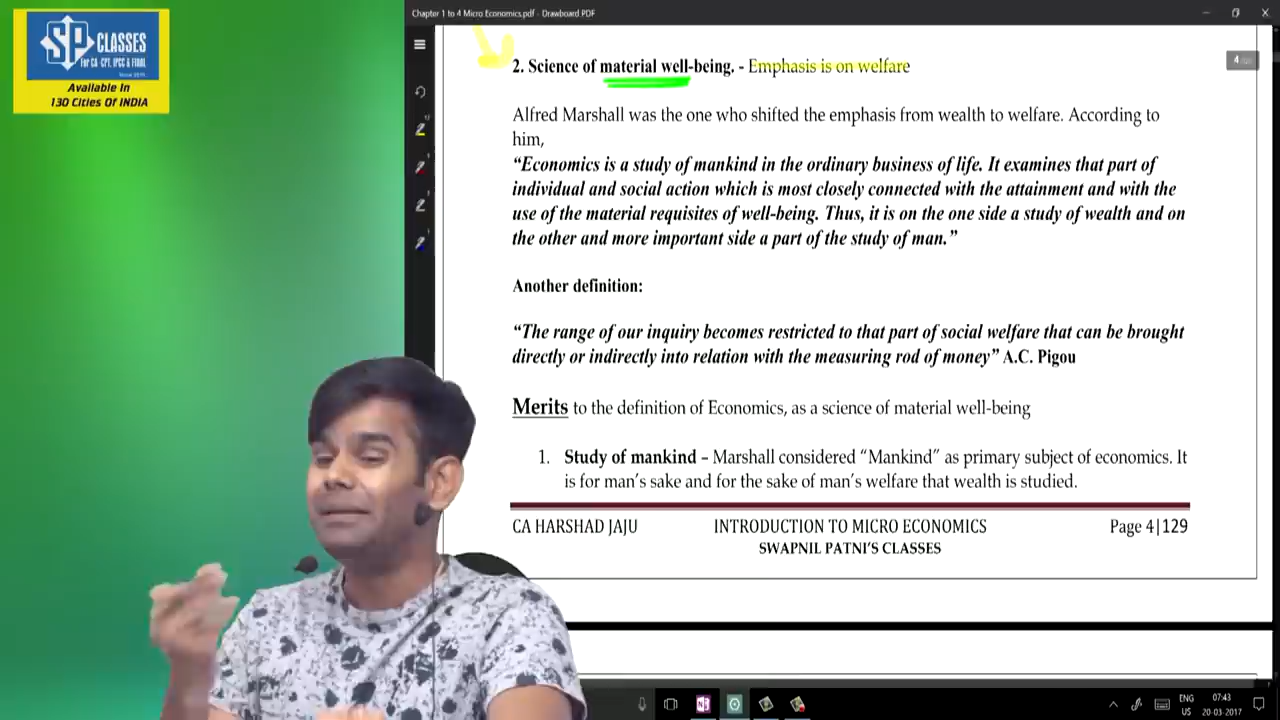 SP CLASSES
For CA-CPT, IPCC & FINAL
Available In
130 Cities Of INDIA
Chapter 1 to 4 Micro Economics.pdf - Drawboard PDF
2. Science of material well-being. - Emphasis is on welfare
Alfred Marshall was the one who shifted the emphasis from wealth to welfare. According to
him,
“Economics is a study of mankind in the ordinary business of life. It examines that part of
individual and social action which is most closely connected with the attainment and with the
use of the material requisites of well-being. Thus, it is on the one side a study of wealth and on
the other and more important side a part of the study of man.”
Another definition:
“The range of our inquiry becomes restricted to that part of social welfare that can be brought
directly or indirectly into relation with the measuring rod of money” A.C. Pigou
Merits to the definition of Economics, as a science of material well-being
1. Study of mankind – Marshall considered “Mankind” as primary subject of economics. It
is for man’s sake and for the sake of man’s welfare that wealth is studied.
CA HARSHAD JAJU INTRODUCTION TO MICRO ECONOMICS Page 4|129
SWAPNIL PATNI’S CLASSES
ENG 07:43
US 20-03-2017